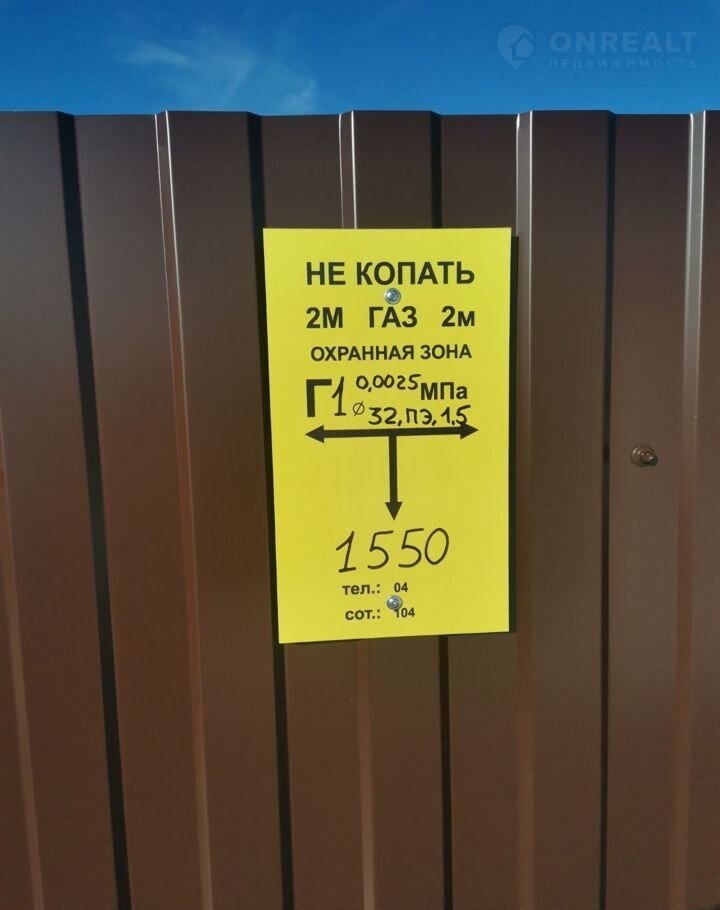 ONREALT
НЕДВИЖИМОСТЬ
НЕ КОПАТЬ
2М ГАЗ 2м
ОХРАННАЯ ЗОНА
Г1 0,0025 МПа
⌀ 32, ПЭ, 1,5
1550
тел.: 04
сот.: 104